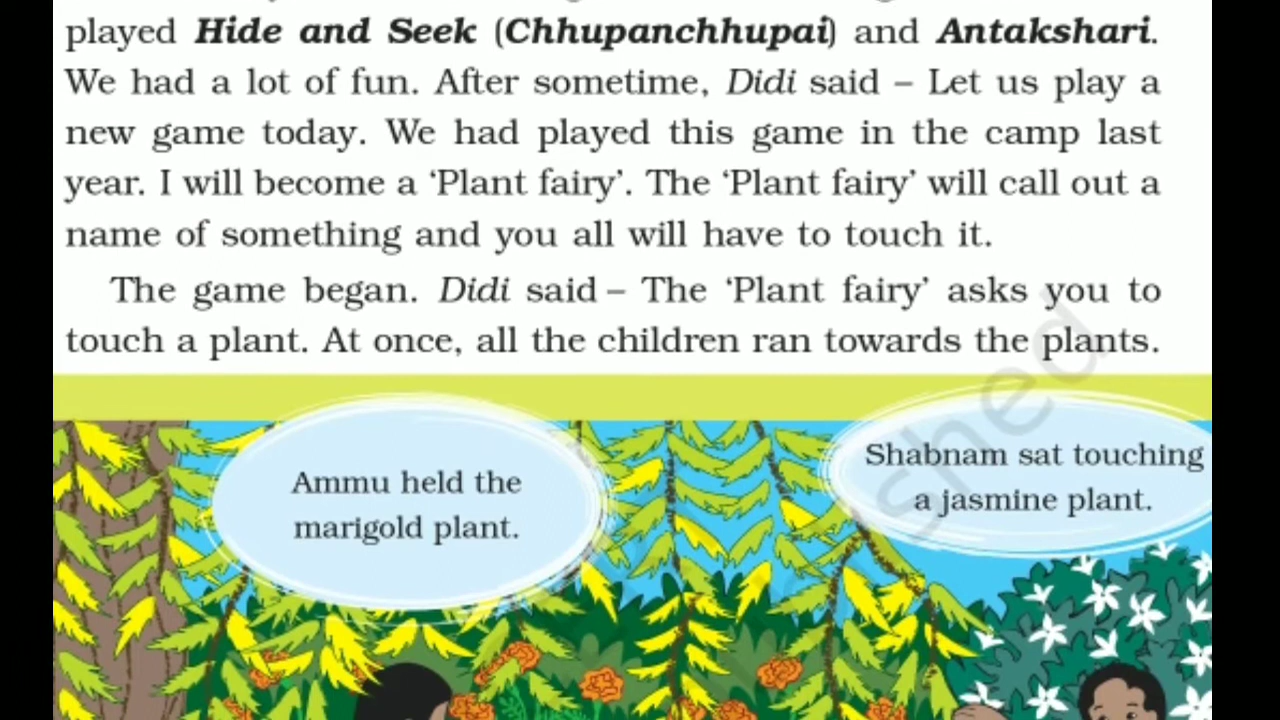 played Hide and Seek (Chhupanchhupai) and Antakshari.
We had a lot of fun. After sometime, Didi said – Let us play a
new game today. We had played this game in the camp last
year. I will become a ‘Plant fairy’. The ‘Plant fairy’ will call out a
name of something and you all will have to touch it.
The game began. Didi said – The ‘Plant fairy’ asks you to
touch a plant. At once, all the children ran towards the plants.
Ammu held the
marigold plant.
Shabnam sat touching
a jasmine plant.